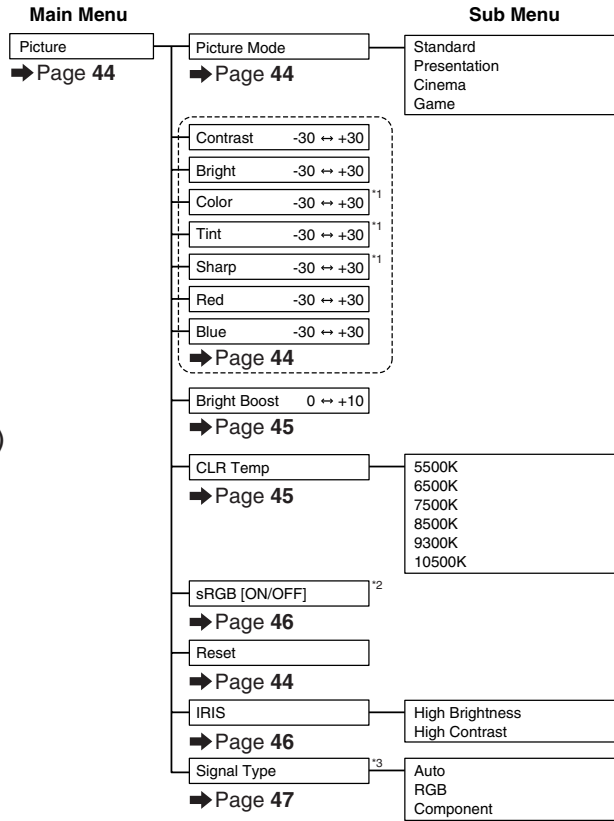 Main Menu
Sub Menu
Picture
➡Page 44
Picture Mode
➡Page 44
Standard
Presentation
Cinema
Game
Contrast -30 ↔ +30
Bright -30 ↔ +30
Color -30 ↔ +30 *1
Tint -30 ↔ +30 *1
Sharp -30 ↔ +30 *1
Red -30 ↔ +30
Blue -30 ↔ +30
➡Page 44
Bright Boost 0 ↔ +10
➡Page 45
CLR Temp
➡Page 45
5500K
6500K
7500K
8500K
9300K
10500K
sRGB [ON/OFF] *2
➡Page 46
Reset
➡Page 44
IRIS
➡Page 46
High Brightness
High Contrast
Signal Type *3
➡Page 47
Auto
RGB
Component